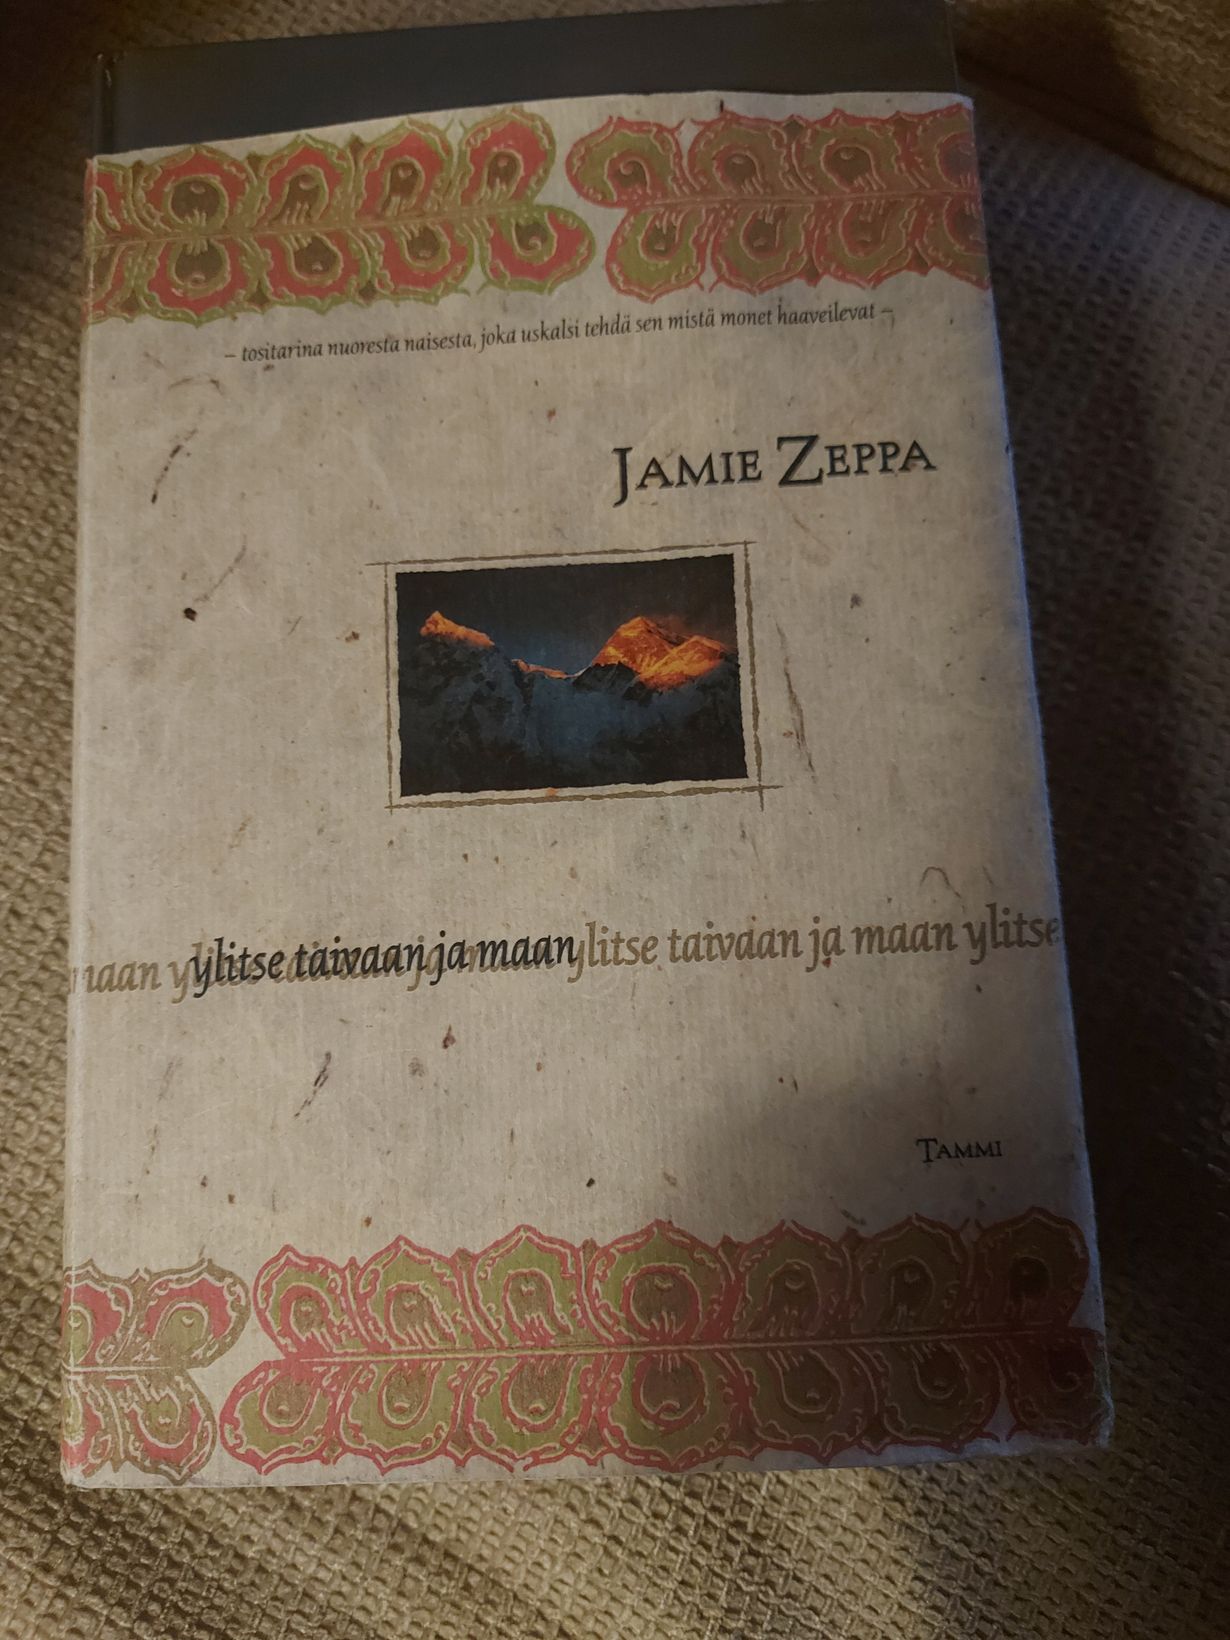 – tositarina nuoresta naisesta, joka uskalsi tehdä sen mistä monet haaveilevat –
JAMIE ZEPPA
maan ylitse taivaan ja maan ylitse taivaan ja maan ylitse
TAMMI